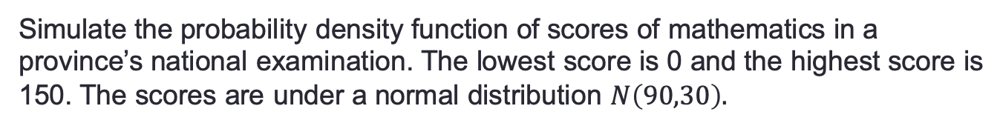 Simulate the probability density function of scores of mathematics in a
province’s national examination. The lowest score is 0 and the highest score is
150. The scores are under a normal distribution N(90,30).